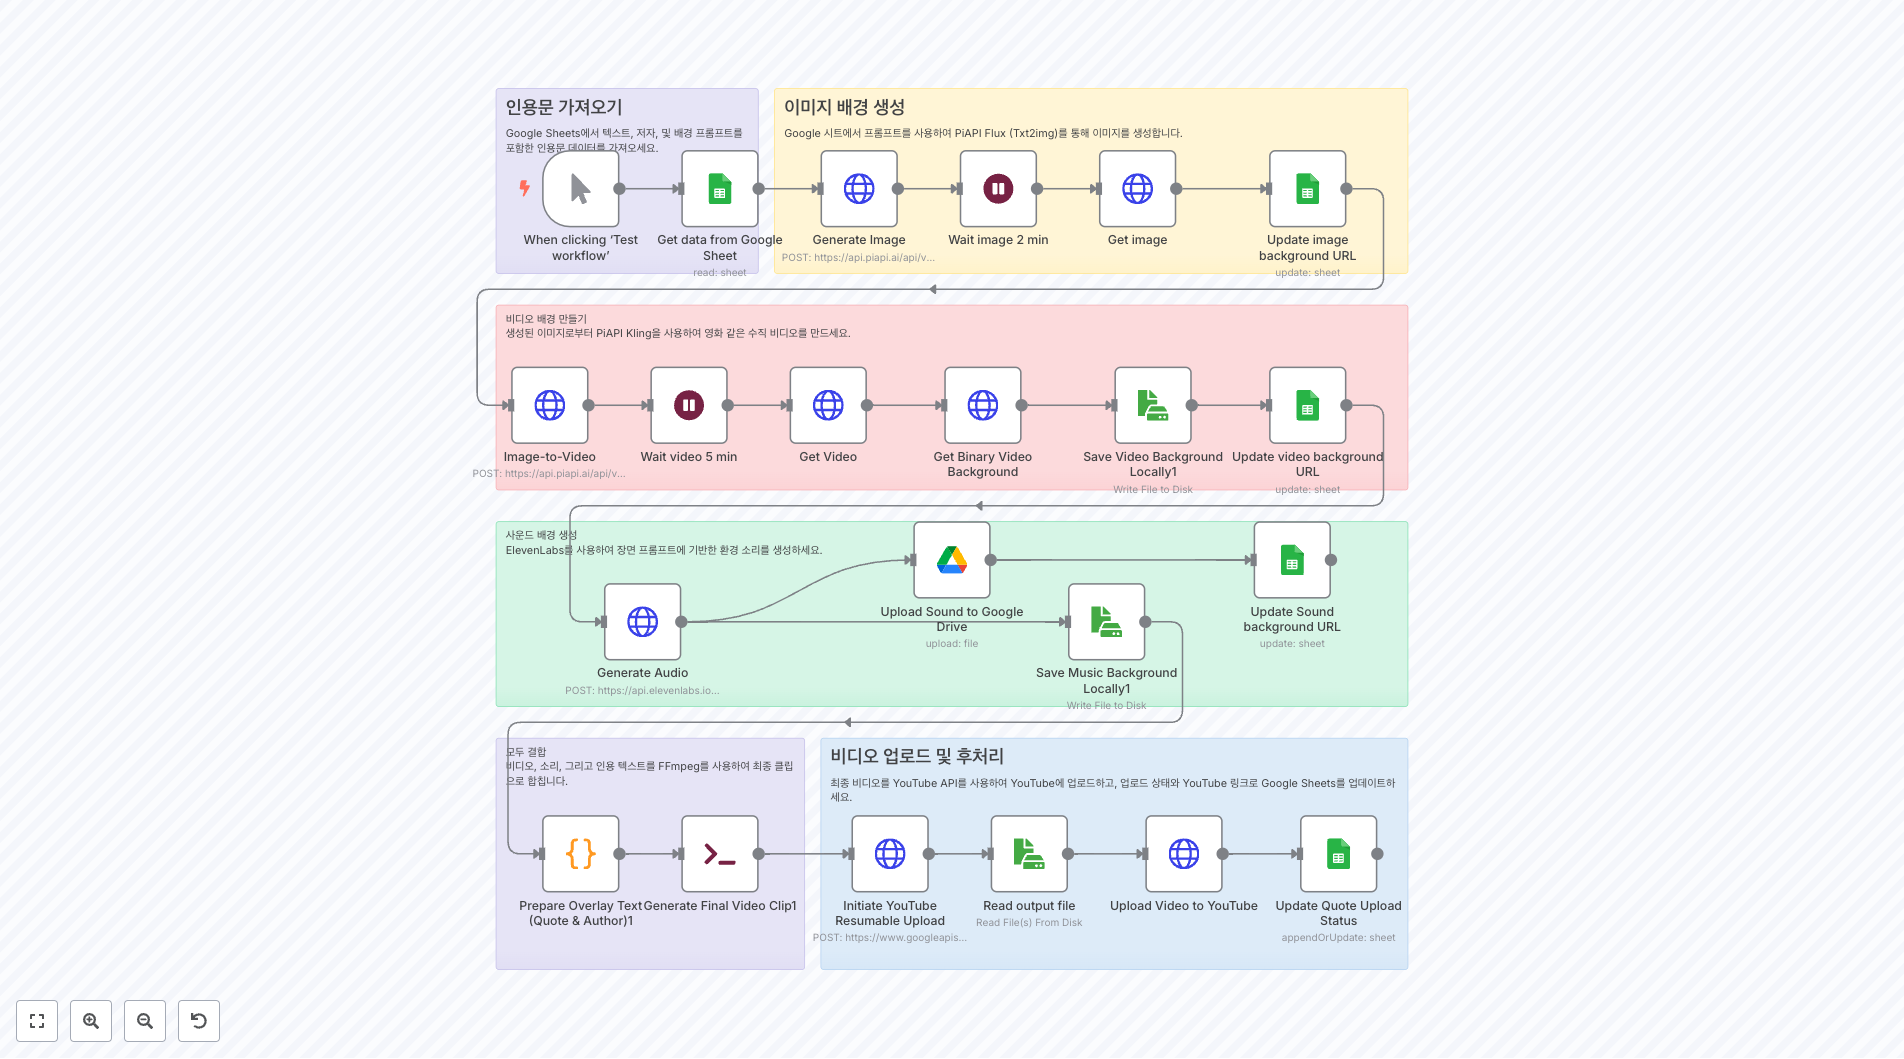 인용문 가져오기
Google Sheets에서 텍스트, 저자, 및 배경 프롬프트를
포함한 인용문 데이터를 가져오세요.
When clicking ‘Test
workflow’
Get data from Google
Sheet
read: sheet
이미지 배경 생성
Google 시트에서 프롬프트를 사용하여 PiAPI Flux (Txt2img)를 통해 이미지를 생성합니다.
Generate Image
POST: https://api.piapi.ai/api/v...
Wait image 2 min
Get image
Update image
background URL
update: sheet
비디오 배경 만들기
생성된 이미지로부터 PiAPI Kling을 사용하여 영화 같은 수직 비디오를 만드세요.
Image-to-Video
POST: https://api.piapi.ai/api/v...
Wait video 5 min
Get Video
Get Binary Video
Background
Save Video Background
Locally1
Write File to Disk
Update video background
URL
update: sheet
사운드 배경 생성
ElevenLabs를 사용하여 장면 프롬프트에 기반한 환경 소리를 생성하세요.
Generate Audio
POST: https://api.elevenlabs.io...
Upload Sound to Google
Drive
upload: file
Save Music Background
Locally1
Write File to Disk
Update Sound
background URL
update: sheet
모두 결합
비디오, 소리, 그리고 인용 텍스트를 FFmpeg를 사용하여 최종 클립
으로 합칩니다.
Prepare Overlay Text
(Quote & Author)1
Generate Final Video Clip1
비디오 업로드 및 후처리
최종 비디오를 YouTube API를 사용하여 YouTube에 업로드하고, 업로드 상태와 YouTube 링크로 Google Sheets를 업데이트하
세요.
Initiate YouTube
Resumable Upload
POST: https://www.googleapis...
Read output file
Read File(s) From Disk
Upload Video to YouTube
Update Quote Upload
Status
appendOrUpdate: sheet